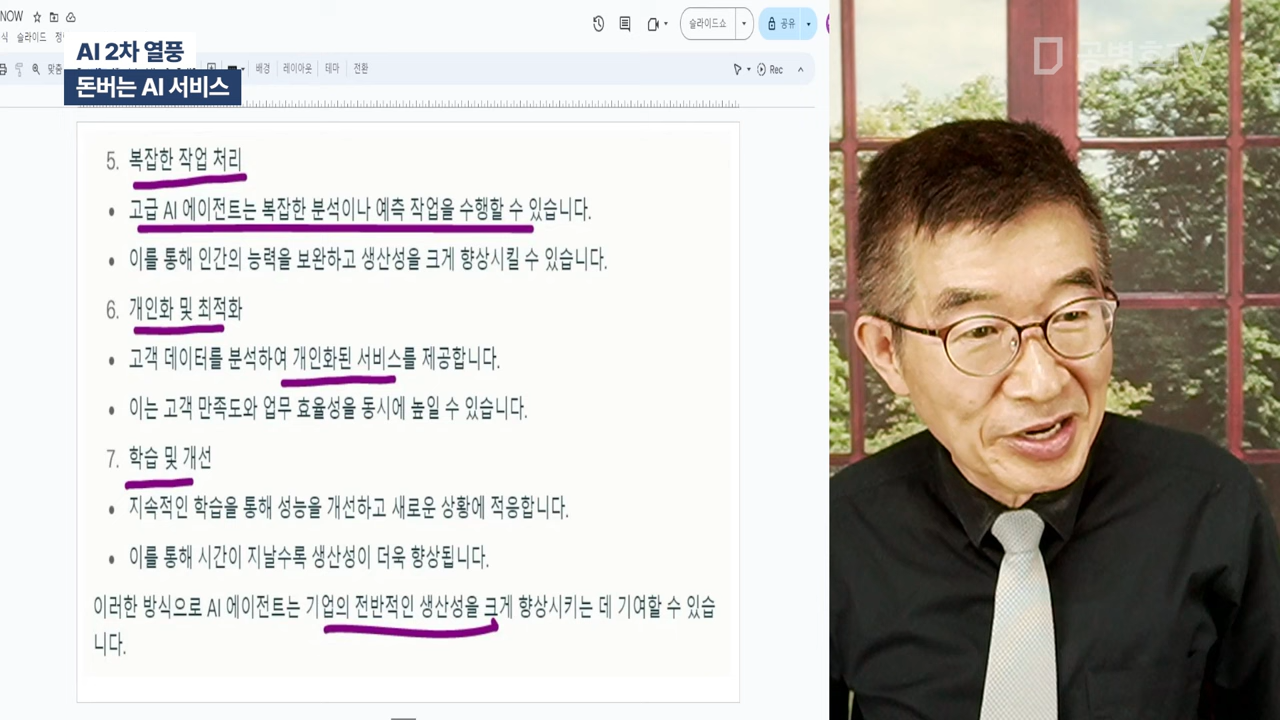 NOW
슬라이드
AI 2차 열풍
돈버는 AI 서비스
맞춤
배경
레이아웃
테마
전환
슬라이드쇼
공유
Rec
공병호TV
5. 복잡한 작업 처리
• 고급 AI 에이전트는 복잡한 분석이나 예측 작업을 수행할 수 있습니다.
• 이를 통해 인간의 능력을 보완하고 생산성을 크게 향상시킬 수 있습니다.
6. 개인화 및 최적화
• 고객 데이터를 분석하여 개인화된 서비스를 제공합니다.
• 이는 고객 만족도와 업무 효율성을 동시에 높일 수 있습니다.
7. 학습 및 개선
• 지속적인 학습을 통해 성능을 개선하고 새로운 상황에 적응합니다.
• 이를 통해 시간이 지날수록 생산성이 더욱 향상됩니다.
이러한 방식으로 AI 에이전트는 기업의 전반적인 생산성을 크게 향상시키는 데 기여할 수 있습
니다.